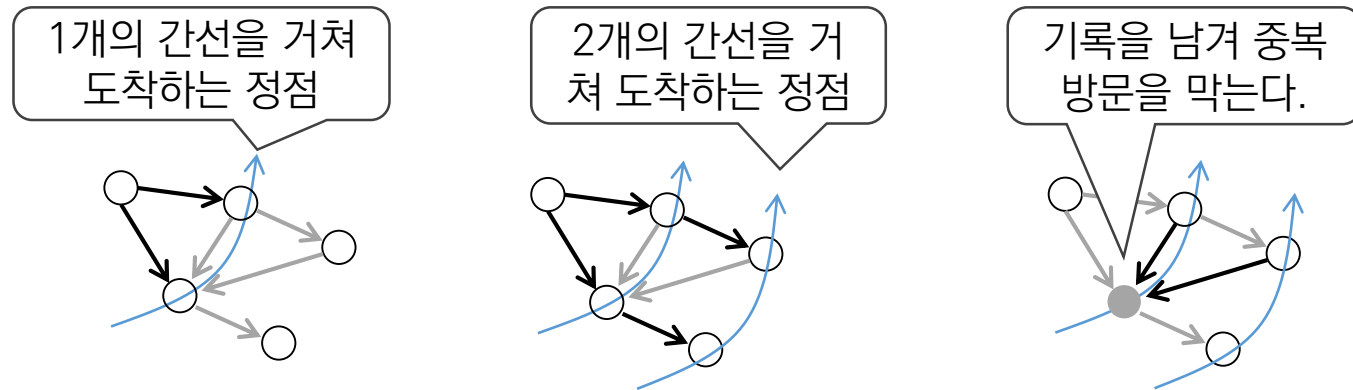 1개의 간선을 거쳐
도착하는 정점
2개의 간선을 거
쳐 도착하는 정점
기록을 남겨 중복
방문을 막는다.